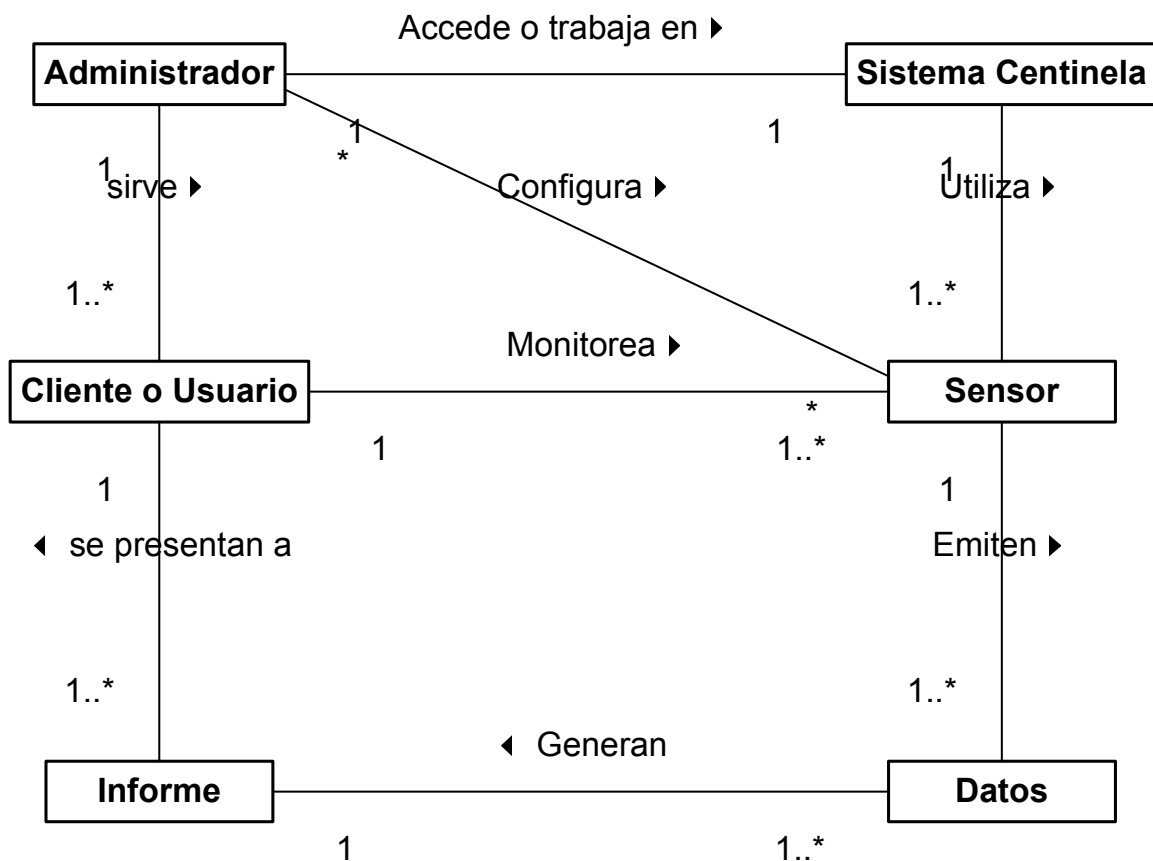 Accede o trabaja en
Administrador
Sistema Centinela
1
1
*
1
1
sirve
Configura
Utiliza
1..*
1..*
Monitorea
Cliente o Usuario
Sensor
*
1
1..*
1
1
se presentan a
Emiten
1..*
1..*
Generan
Informe
Datos
1
1..*